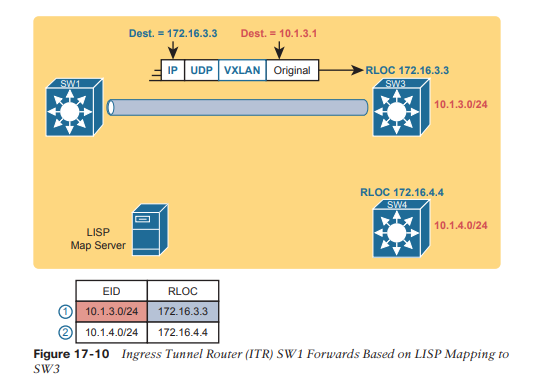 Dest. = 172.16.3.3 Dest. = 10.1.3.1
IP UDP VXLAN Original
RLOC 172.16.3.3
SW1
SW3
10.1.3.0/24
RLOC 172.16.4.4
SW4
10.1.4.0/24
LISP
Map Server
EID RLOC
1 10.1.3.0/24 172.16.3.3
2 10.1.4.0/24 172.16.4.4
Figure 17-10 Ingress Tunnel Router (ITR) SW1 Forwards Based on LISP Mapping to
SW3